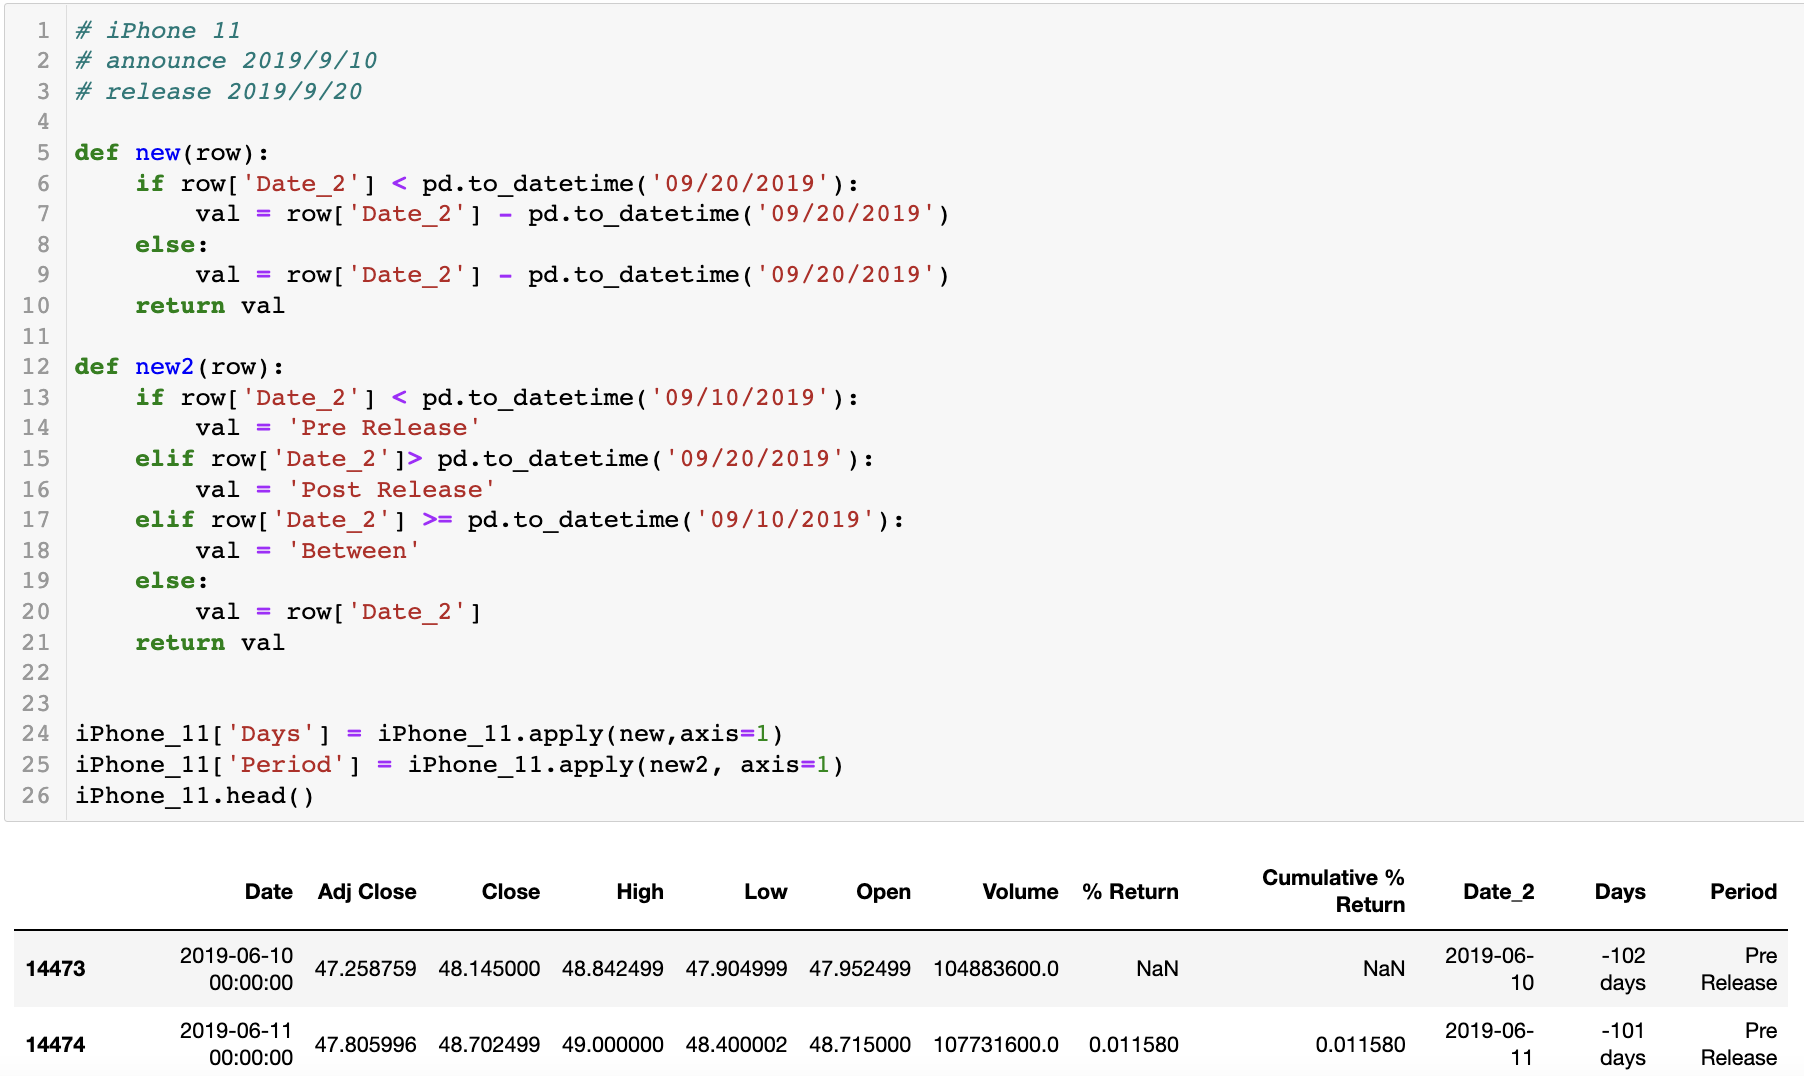 1 # iPhone 11
2 # announce 2019/9/10
3 # release 2019/9/20
4
5 def new(row):
6     if row['Date_2'] < pd.to_datetime('09/20/2019'):
7         val = row['Date_2'] - pd.to_datetime('09/20/2019')
8     else:
9         val = row['Date_2'] - pd.to_datetime('09/20/2019')
10     return val
11
12 def new2(row):
13     if row['Date_2'] < pd.to_datetime('09/10/2019'):
14         val = 'Pre Release'
15     elif row['Date_2']> pd.to_datetime('09/20/2019'):
16         val = 'Post Release'
17     elif row['Date_2'] >= pd.to_datetime('09/10/2019'):
18         val = 'Between'
19     else:
20         val = row['Date_2']
21     return val
22
23
24 iPhone_11['Days'] = iPhone_11.apply(new,axis=1)
25 iPhone_11['Period'] = iPhone_11.apply(new2, axis=1)
26 iPhone_11.head()
Date Adj Close Close High Low Open Volume % Return Cumulative % Date_2 Days Period
Return
2019-06-10 2019-06- -102 Pre
14473 47.258759 48.145000 48.842499 47.904999 47.952499 104883600.0 NaN NaN
00:00:00 10 days Release
2019-06-11 2019-06- -101 Pre
14474 47.805996 48.702499 49.000000 48.400002 48.715000 107731600.0 0.011580 0.011580
00:00:00 11 days Release